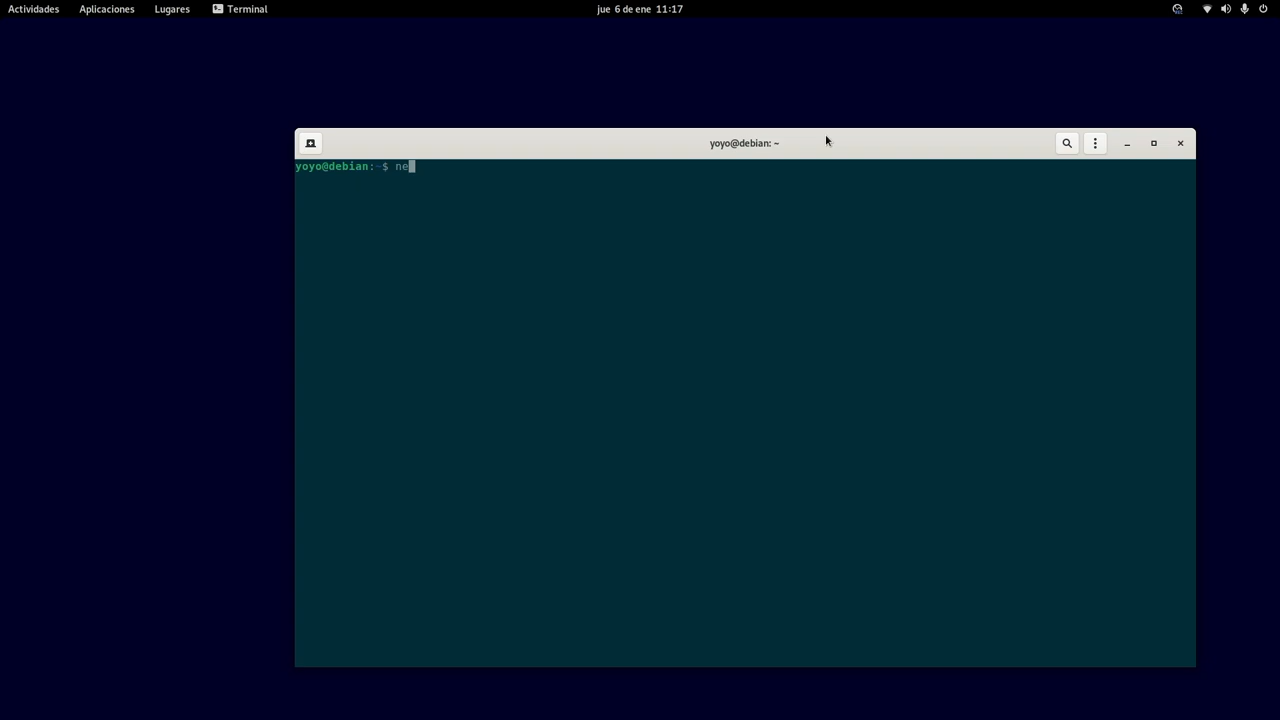 Actividades Aplicaciones Lugares Terminal jue 6 de ene 11:17
yoyo@debian: ~
yoyo@debian:~$ ne